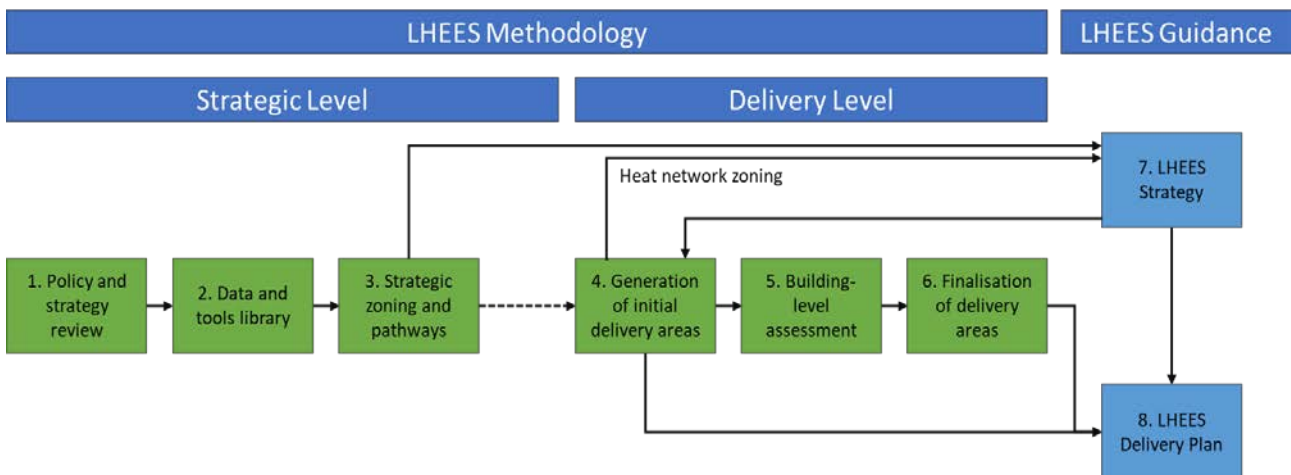 LHEES Methodology
LHEES Guidance
Strategic Level
Delivery Level
Heat network zoning
7. LHEES
Strategy
1. Policy and
strategy
review
2. Data and
tools library
3. Strategic
zoning and
pathways
4. Generation
of initial
delivery areas
5. Building-
level
assessment
6. Finalisation
of delivery
areas
8. LHEES
Delivery Plan